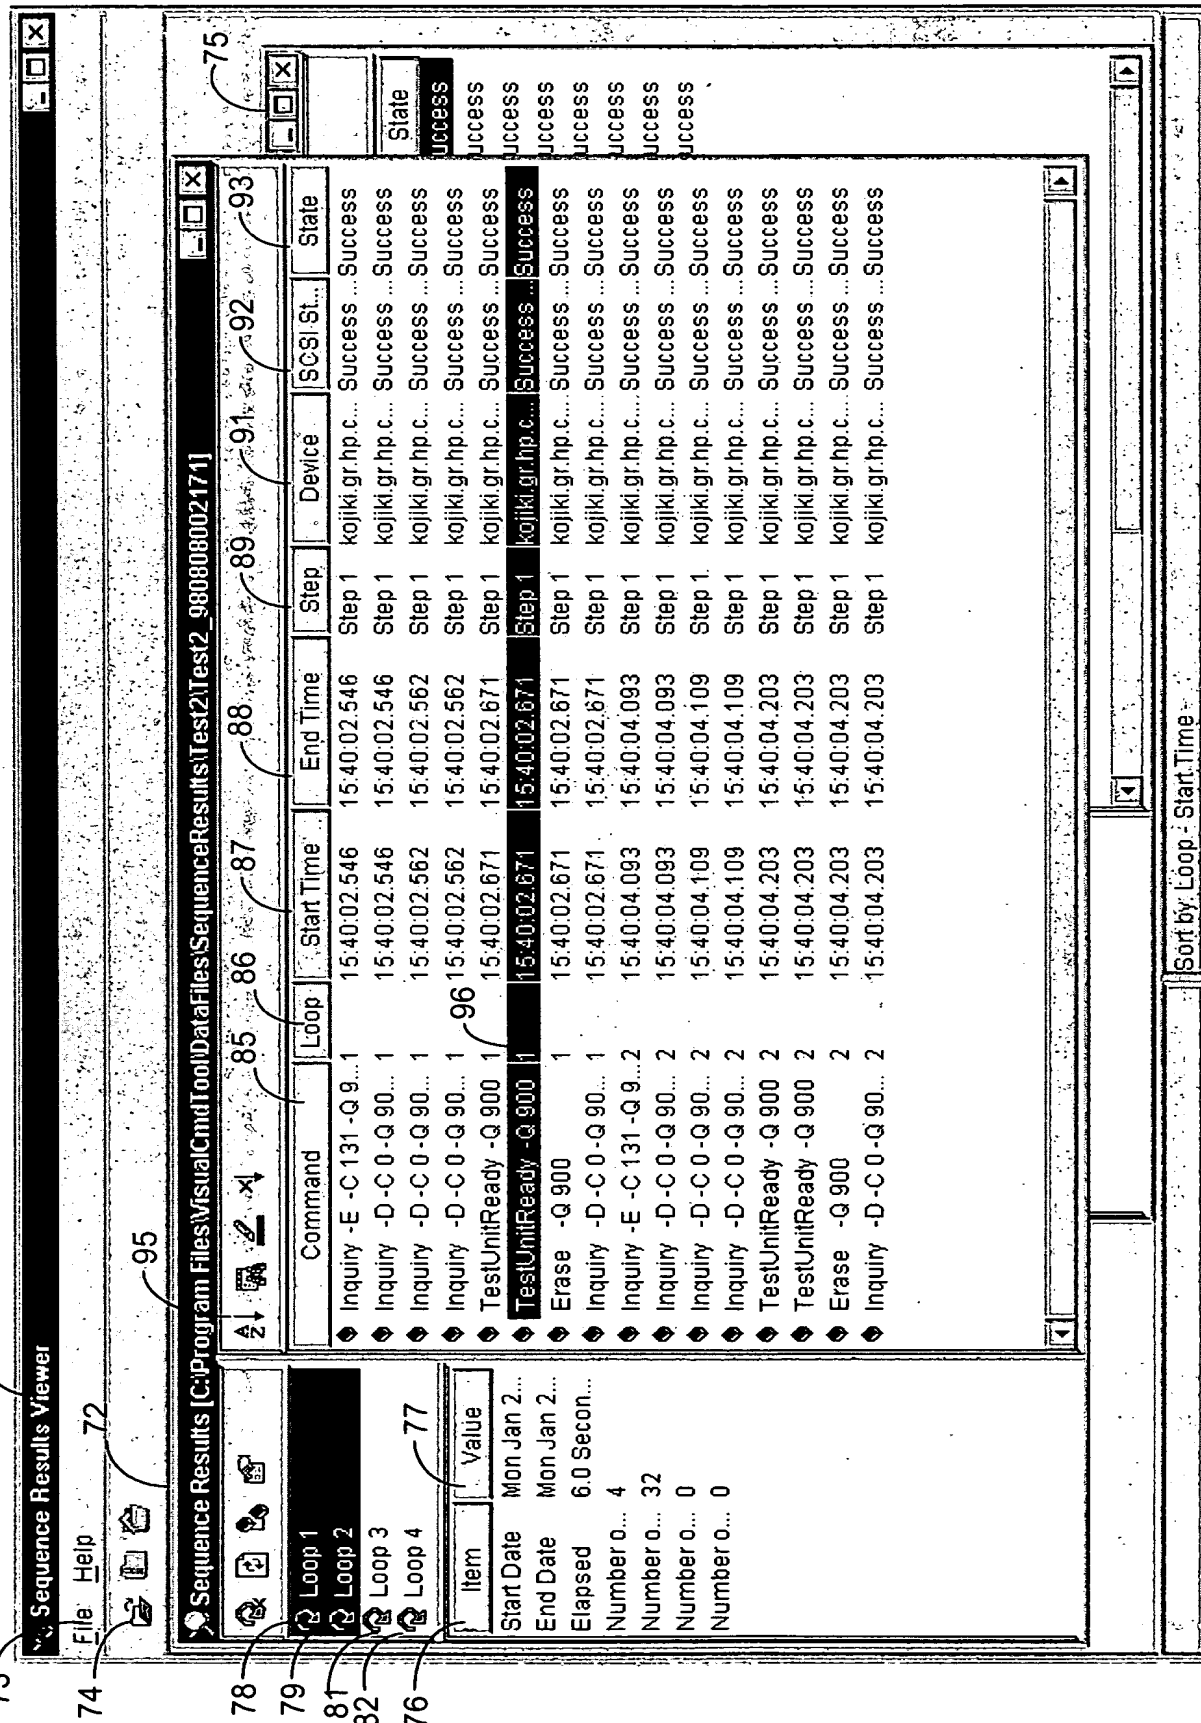 Sequence Results Viewer
73
File Help
74
72
Sequence Results [C:\Program Files\VisualCmdTool\DataFiles\SequenceResults\Test2\Test2_980808002171]
75
95
85 86 87 88 89 91 92 93
78
79
81
82
Loop 1
Loop 2
Loop 3
Loop 4
76
77
Item Value
Start Date Mon Jan 2...
End Date Mon Jan 2...
Elapsed 6.0 Secon...
Number o... 4
Number o... 32
Number o... 0
Number o... 0
Command Loop Start Time End Time Step Device SCSI St... State
Inquiry -E -C 131 -Q 9... 1 15:40:02.546 15:40:02.546 Step 1 kojiki.gr.hp.c... Success ... Success
Inquiry -D -C 0 -Q 90... 1 15:40:02.546 15:40:02.546 Step 1 kojiki.gr.hp.c... Success ... Success
Inquiry -D -C 0 -Q 90... 1 15:40:02.562 15:40:02.562 Step 1 kojiki.gr.hp.c... Success ... Success
Inquiry -D -C 0 -Q 90... 1 15:40:02.562 15:40:02.562 Step 1 kojiki.gr.hp.c... Success ... Success
TestUnitReady -Q 900 1 15:40:02.671 15:40:02.671 Step 1 kojiki.gr.hp.c... Success ... Success
96
TestUnitReady -Q 900 1 15:40:02.671 15:40:02.671 Step 1 kojiki.gr.hp.c... Success ... Success
Erase -Q 900 1 15:40:02.671 15:40:02.671 Step 1 kojiki.gr.hp.c... Success ... Success
Inquiry -D -C 0 -Q 90... 1 15:40:02.671 15:40:02.671 Step 1 kojiki.gr.hp.c... Success ... Success
Inquiry -E -C 131 -Q 9... 2 15:40:04.093 15:40:04.093 Step 1 kojiki.gr.hp.c... Success ... Success
Inquiry -D -C 0 -Q 90... 2 15:40:04.093 15:40:04.093 Step 1 kojiki.gr.hp.c... Success ... Success
Inquiry -D -C 0 -Q 90... 2 15:40:04.109 15:40:04.109 Step 1 kojiki.gr.hp.c... Success ... Success
Inquiry -D -C 0 -Q 90... 2 15:40:04.109 15:40:04.109 Step 1 kojiki.gr.hp.c... Success ... Success
TestUnitReady -Q 900 2 15:40:04.203 15:40:04.203 Step 1 kojiki.gr.hp.c... Success ... Success
TestUnitReady -Q 900 2 15:40:04.203 15:40:04.203 Step 1 kojiki.gr.hp.c... Success ... Success
Erase -Q 900 2 15:40:04.203 15:40:04.203 Step 1 kojiki.gr.hp.c... Success ... Success
Inquiry -D -C 0 -Q 90... 2 15:40:04.203 15:40:04.203 Step 1 kojiki.gr.hp.c... Success ... Success
State
uccess
uccess
uccess
uccess
uccess
uccess
uccess
uccess
Sort by: Loop - Start Time